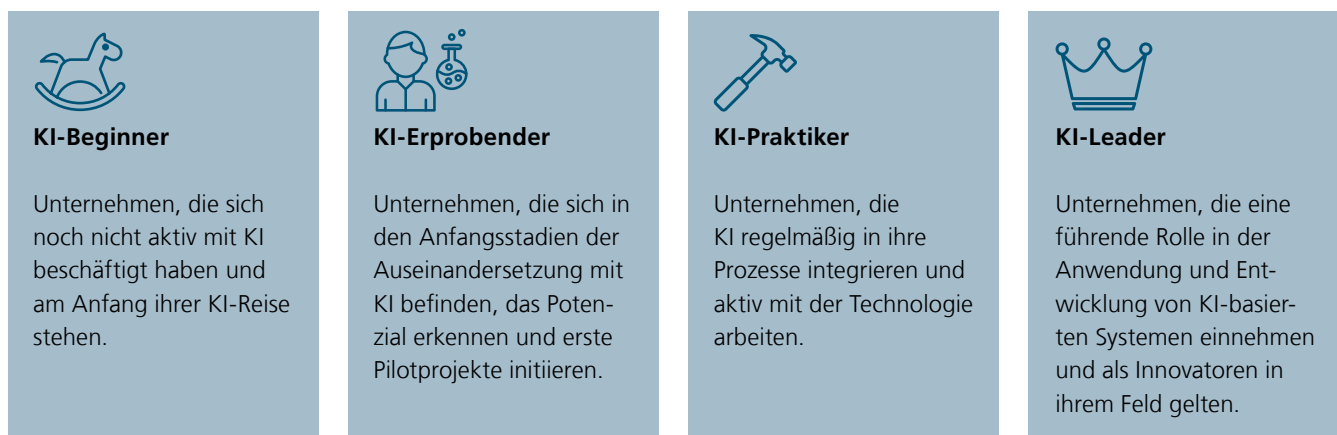 KI-Beginner
Unternehmen, die sich
noch nicht aktiv mit KI
beschäftigt haben und
am Anfang ihrer KI-Reise
stehen.
KI-Erprobender
Unternehmen, die sich in
den Anfangsstadien der
Auseinandersetzung mit
KI befinden, das Poten-
zial erkennen und erste
Pilotprojekte initiieren.
KI-Praktiker
Unternehmen, die
KI regelmäßig in ihre
Prozesse integrieren und
aktiv mit der Technologie
arbeiten.
KI-Leader
Unternehmen, die eine
führende Rolle in der
Anwendung und Ent-
wicklung von KI-basier-
ten Systemen einnehmen
und als Innovatoren in
ihrem Feld gelten.